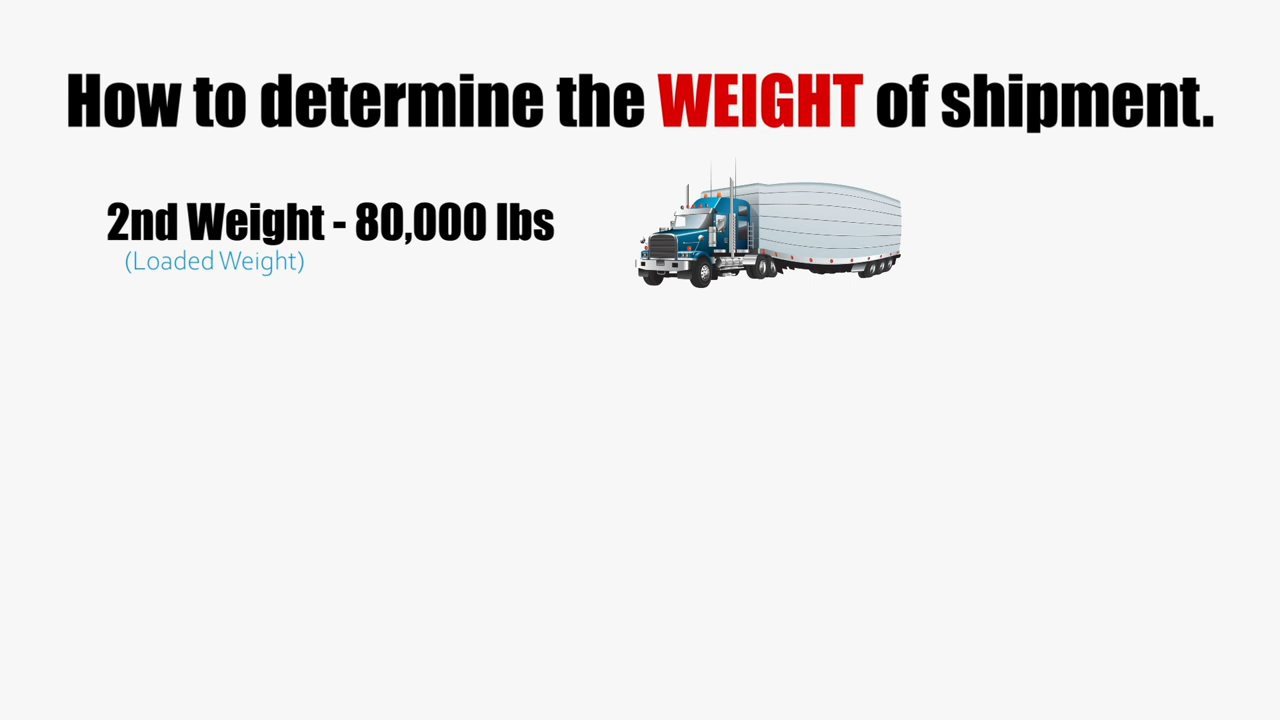 How to determine the WEIGHT of shipment.
2nd Weight - 80,000 lbs
(Loaded Weight)